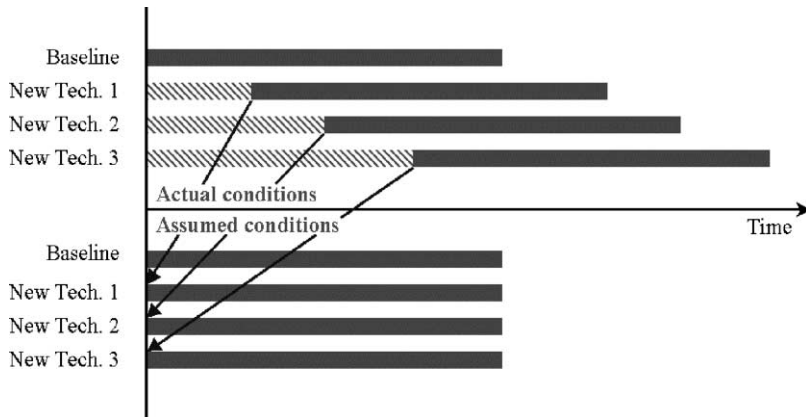 Baseline
New Tech. 1
New Tech. 2
New Tech. 3
Actual conditions
Assumed conditions
Time
Baseline
New Tech. 1
New Tech. 2
New Tech. 3